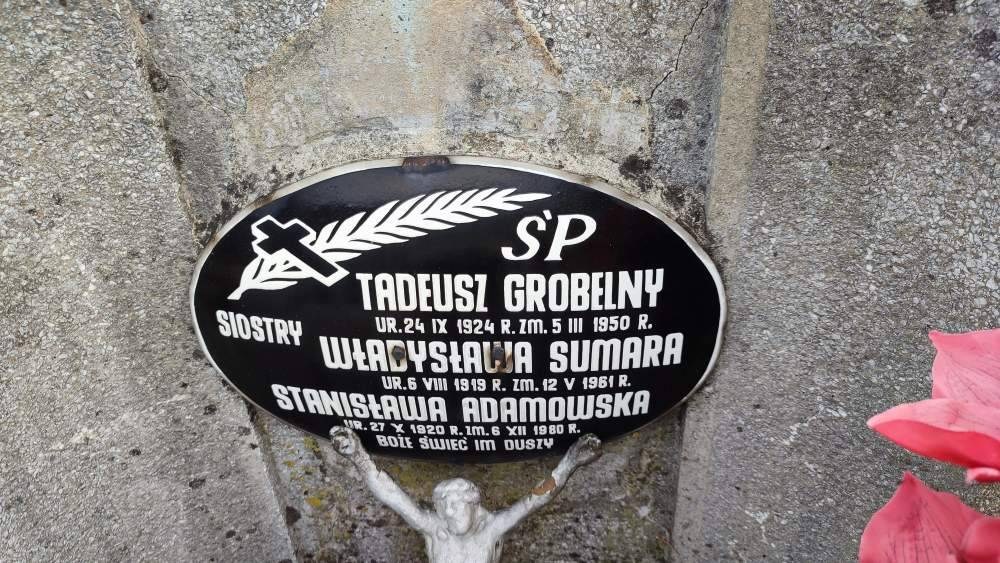 Ś'P
TADEUSZ GROBELNY
UR. 24 IX 1924 R. ZM. 5 III 1950 R.
SIOSTRY
WŁADYSŁAWA SUMARA
UR. 6 VIII 1919 R. ZM. 12 V 1961 R.
STANISŁAWA ADAMOWSKA
UR. 27 X 1920 R. ZM. 6 XII 1980 R.
BOŻE ŚWIEĆ IM DUSZY